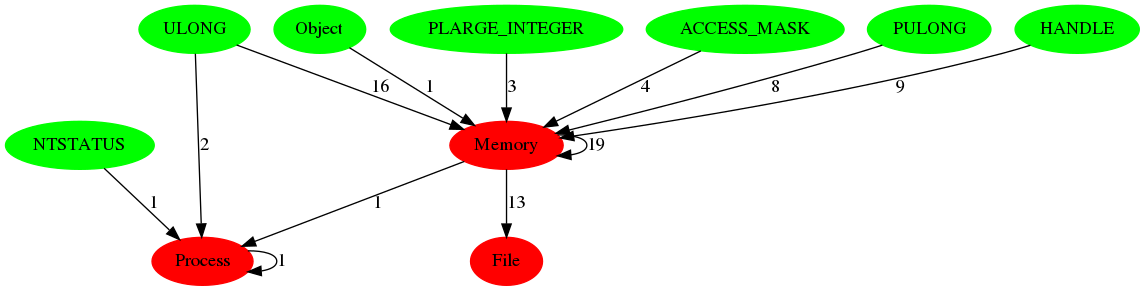 ULONG
Object
PLARGE_INTEGER
ACCESS_MASK
PULONG
HANDLE
16
1
3
4
8
9
NTSTATUS
2
Memory
19
1
1
13
Process
1
File